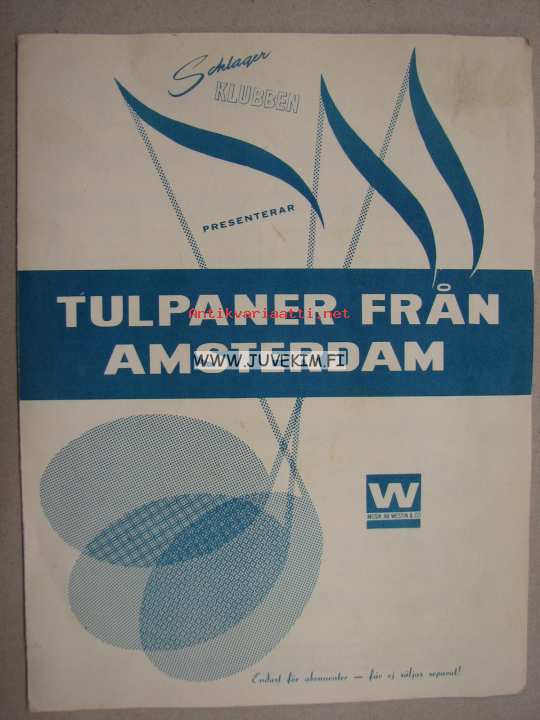 Schlager
KLUBBEN
PRESENTERAR
TULPANER FRÅN
Antikvariaatti.net
AMSTERDAM
WWW.JUVEKIM.FI
W
MUSIK AB WESTIN & CO
Endast för abonnenter — får ej säljas separat!